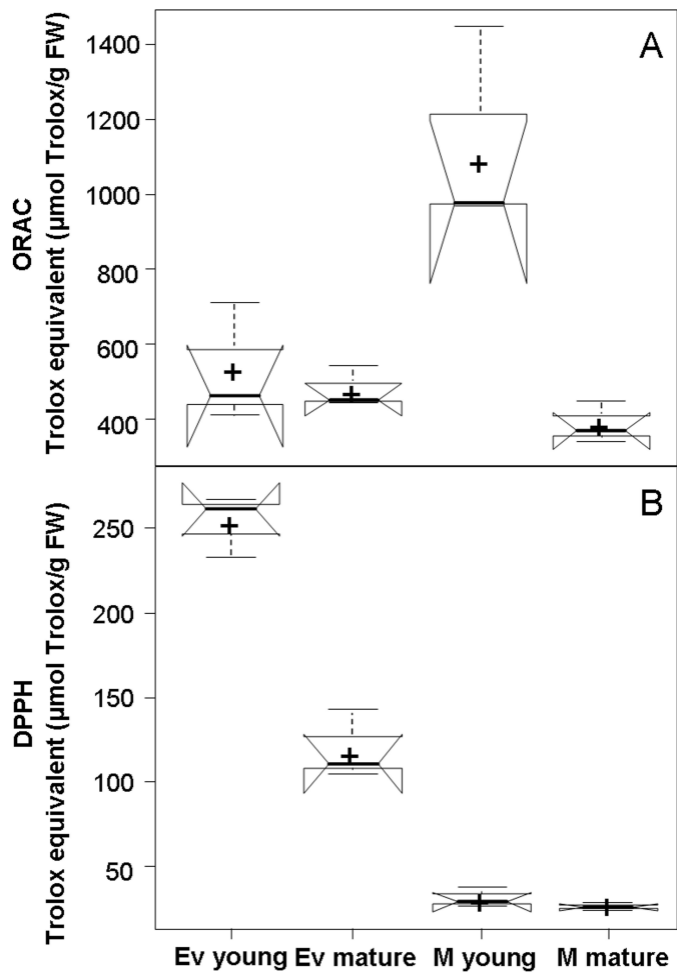 A
ORAC
Trolox equivalent (µmol Trolox/g FW)
1400
1200
1000
800
600
400
B
DPPH
Trolox equivalent (µmol Trolox/g FW)
250
200
150
100
50
Ev young Ev mature M young M mature